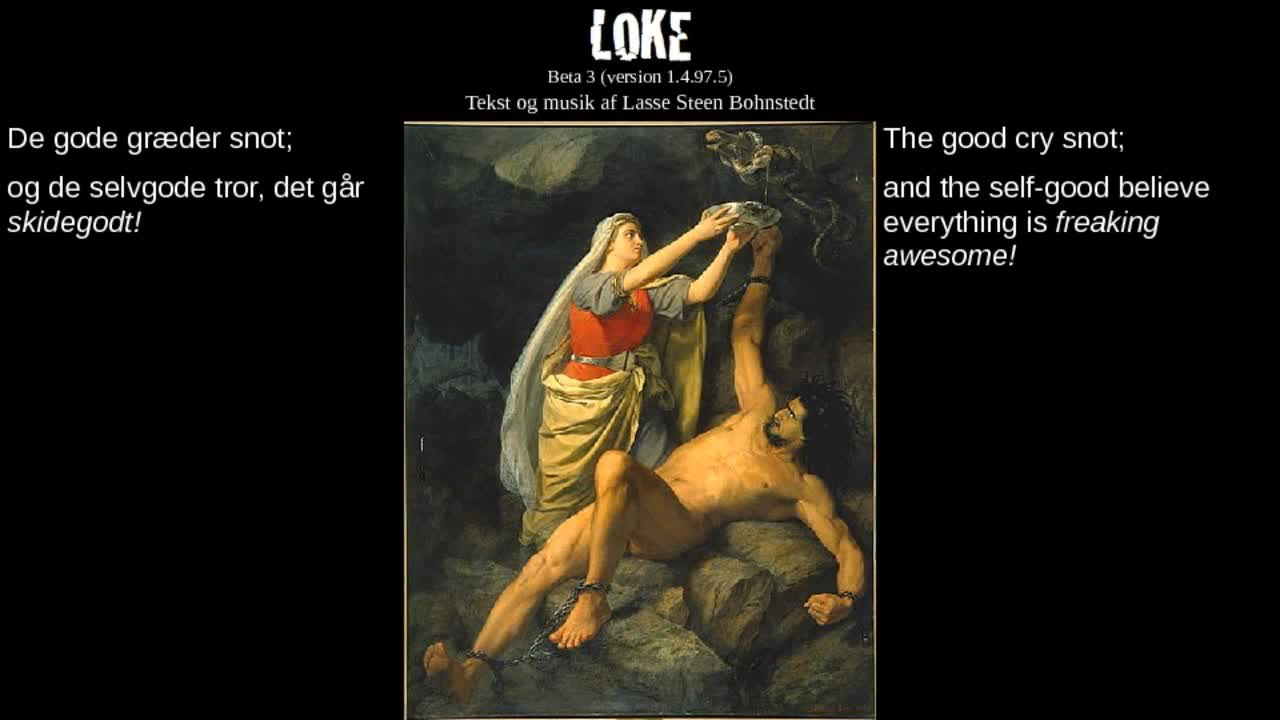 LOKE
Beta 3 (version 1.4.97.5)
Tekst og musik af Lasse Steen Bohnstedt
De gode græder snot;
og de selvgode tror, det går
skidegodt!
The good cry snot;
and the self-good believe
everything is freaking
awesome!